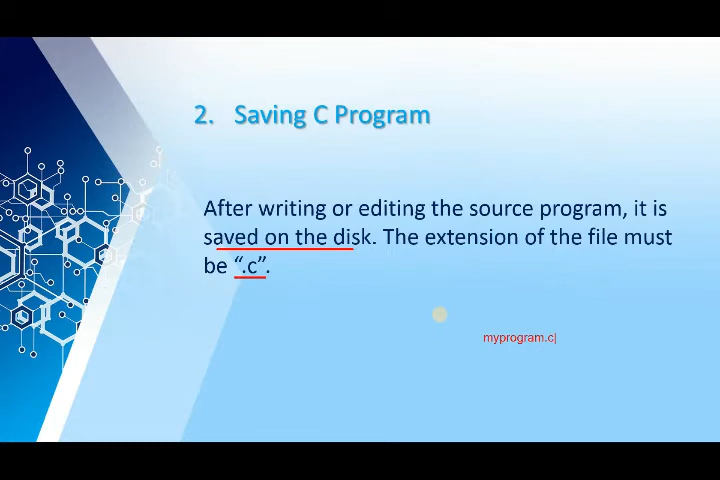 2. Saving C Program
After writing or editing the source program, it is
saved on the disk. The extension of the file must
be “.c”.
myprogram.c